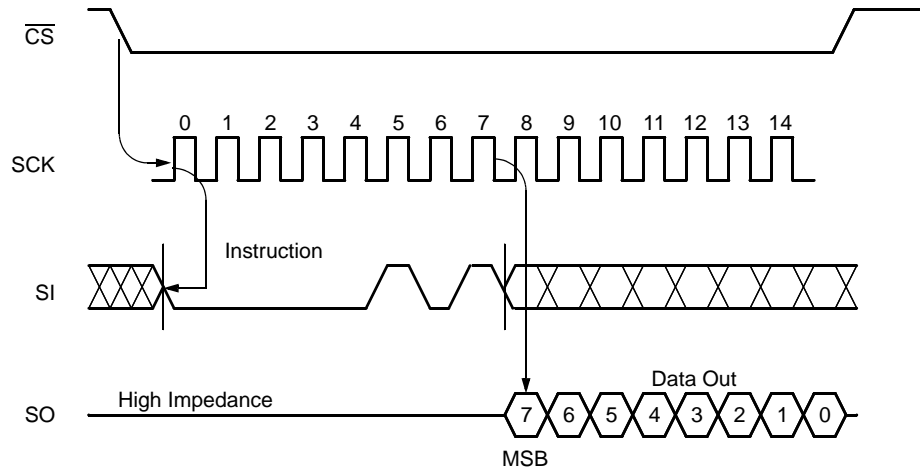 CS
0 1 2 3 4 5 6 7 8 9 10 11 12 13 14
SCK
Instruction
SI
Data Out
High Impedance
SO
7 6 5 4 3 2 1 0
MSB